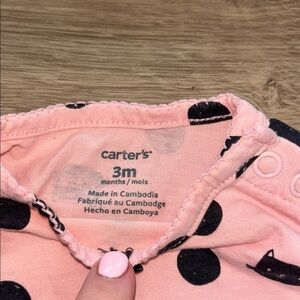 carter's®
3m
months / mois
Made in Cambodia
Fabriqué au Cambodge
Hecho en Camboya